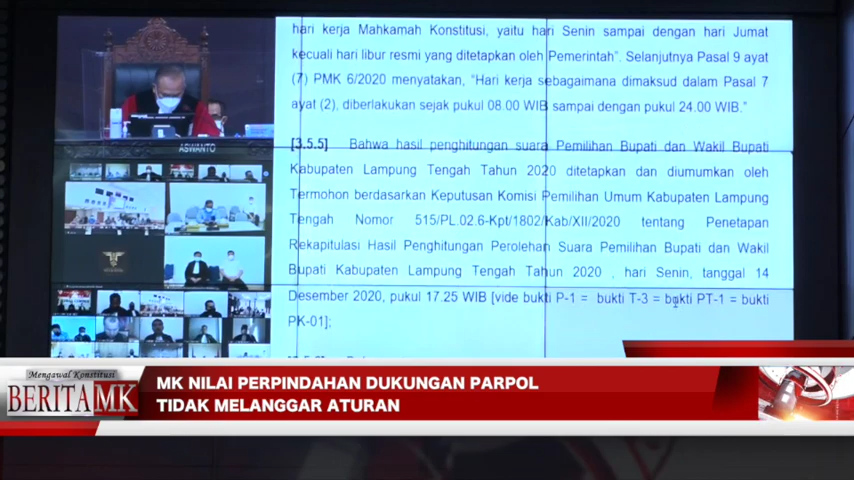 hari kerja Mahkamah Konstitusi, yaitu hari Senin sampai dengan hari Jumat
kecuali hari libur resmi yang ditetapkan oleh Pemerintah”. Selanjutnya Pasal 9 ayat
(7) PMK 6/2020 menyatakan, “Hari kerja sebagaimana dimaksud dalam Pasal 7
ayat (2), diberlakukan sejak pukul 08.00 WIB sampai dengan pukul 24.00 WIB.”
ASWANTO
[3.5.5] Bahwa hasil penghitungan suara Pemilihan Bupati dan Wakil Bupati
Kabupaten Lampung Tengah Tahun 2020 ditetapkan dan diumumkan oleh
Termohon berdasarkan Keputusan Komisi Pemilihan Umum Kabupaten Lampung
Tengah Nomor 515/PL.02.6-Kpt/1802/Kab/XII/2020 tentang Penetapan
Rekapitulasi Hasil Penghitungan Perolehan Suara Pemilihan Bupati dan Wakil
Bupati Kabupaten Lampung Tengah Tahun 2020 , hari Senin, tanggal 14
Desember 2020, pukul 17.25 WIB [vide bukti P-1 = bukti T-3 = bukti PT-1 = bukti
PK-01];
Mengawal Konstitusi
BERITA MK
MK NILAI PERPINDAHAN DUKUNGAN PARPOL
TIDAK MELANGGAR ATURAN